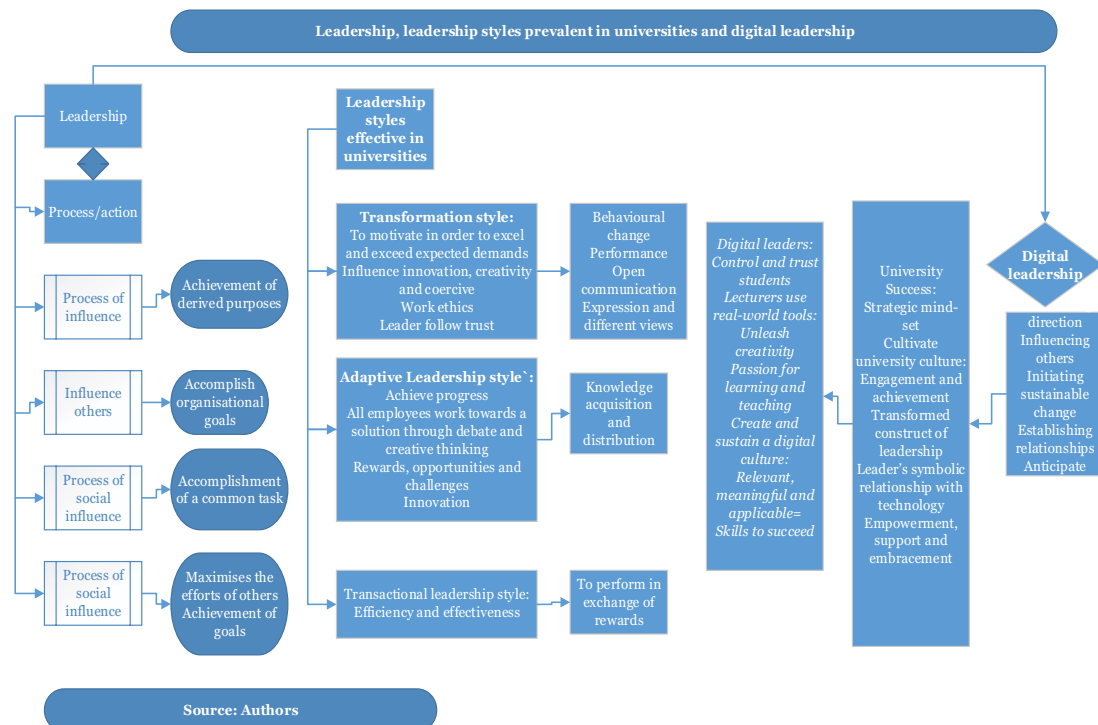 Leadership, leadership styles prevalent in universities and digital leadership
Leadership
Process/action
Process of
influence
Achievement of
derived purposes
Influence
others
Accomplish
organisational
goals
Process of
social
influence
Accomplishment
of a common task
Process of
social
influence
Maximises the
efforts of others
Achievement of
goals
Leadership
styles
effective in
universities
Transformation style:
To motivate in order to excel
and exceed expected demands
Influence innovation, creativity
and coercive
Work ethics
Leader follow trust
Behavioural
change
Performance
Open
communication
Expression and
different views
Adaptive Leadership style`:
Achieve progress
All employees work towards a
solution through debate and
creative thinking
Rewards, opportunities and
challenges
Innovation
Knowledge
acquisition
and
distribution
Transactional leadership style:
Efficiency and effectiveness
To perform in
exchange of
rewards
Digital leaders:
Control and trust
students
Lecturers use
real-world tools:
Unleash
creativity
Passion for
learning and
teaching
Create and
sustain a digital
culture:
Relevant,
meaningful and
applicable=
Skills to succeed
University
Success:
Strategic mind-
set
Cultivate
university culture:
Engagement and
achievement
Transformed
construct of
leadership
Leader's symbolic
relationship with
technology
Empowerment,
support and
embracement
Digital
leadership
direction
Influencing
others
Initiating
sustainable
change
Establishing
relationships
Anticipate
Source: Authors